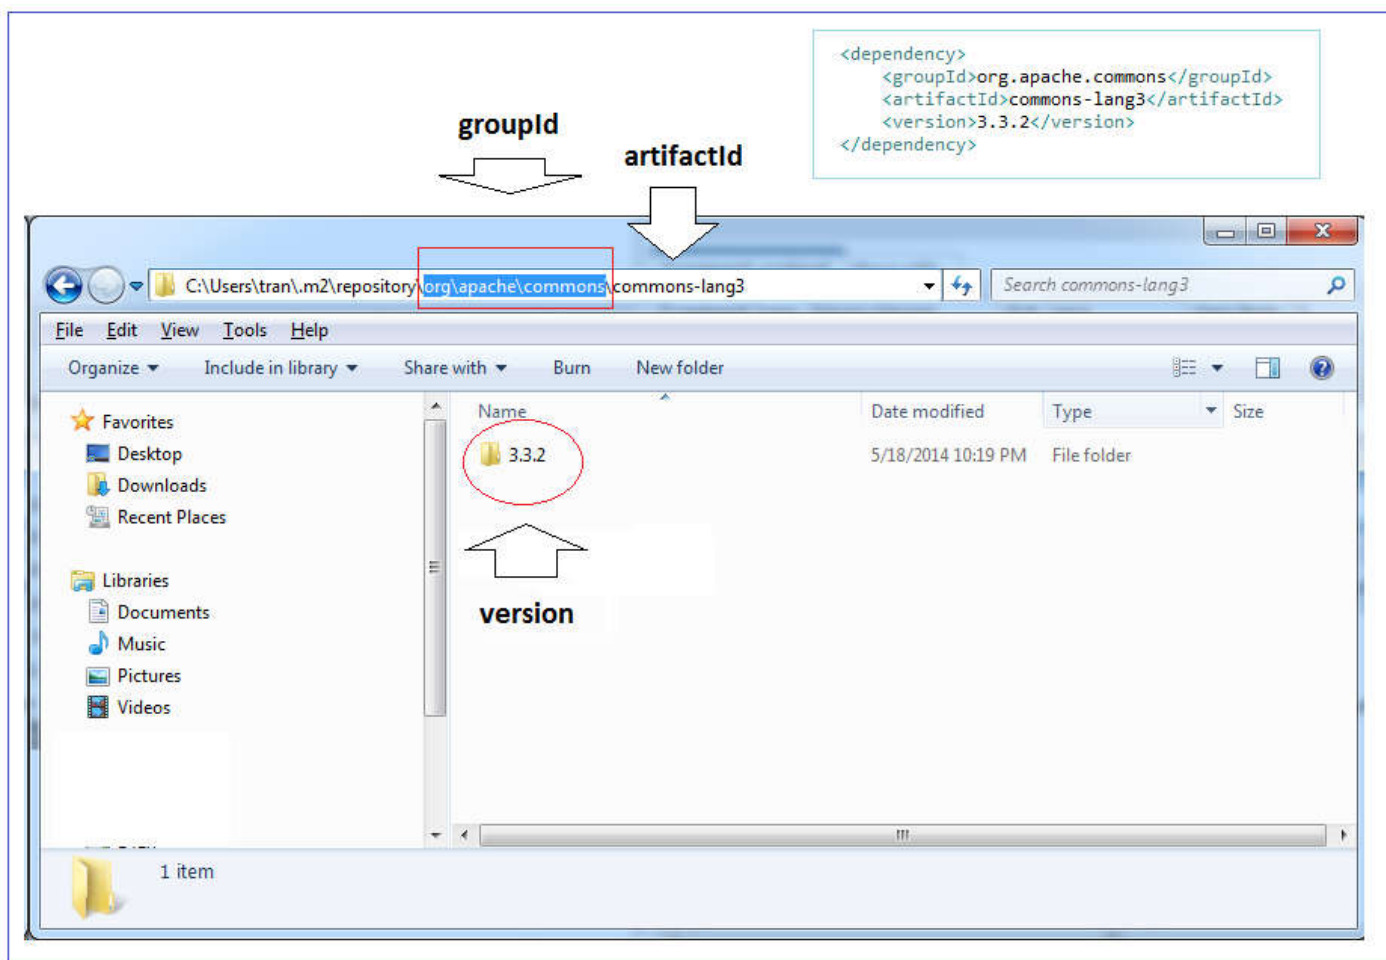 <dependency>
<groupId>org.apache.commons</groupId>
<artifactId>commons-lang3</artifactId>
<version>3.3.2</version>
</dependency>
groupId
artifactId
C:\Users\tran\.m2\repository\org\apache\commons\commons-lang3
Search commons-lang3
File Edit View Tools Help
Organize Include in library Share with Burn New folder
Name Date modified Type Size
3.3.2 5/18/2014 10:19 PM File folder
version
Favorites
Desktop
Downloads
Recent Places
Libraries
Documents
Music
Pictures
Videos
1 item